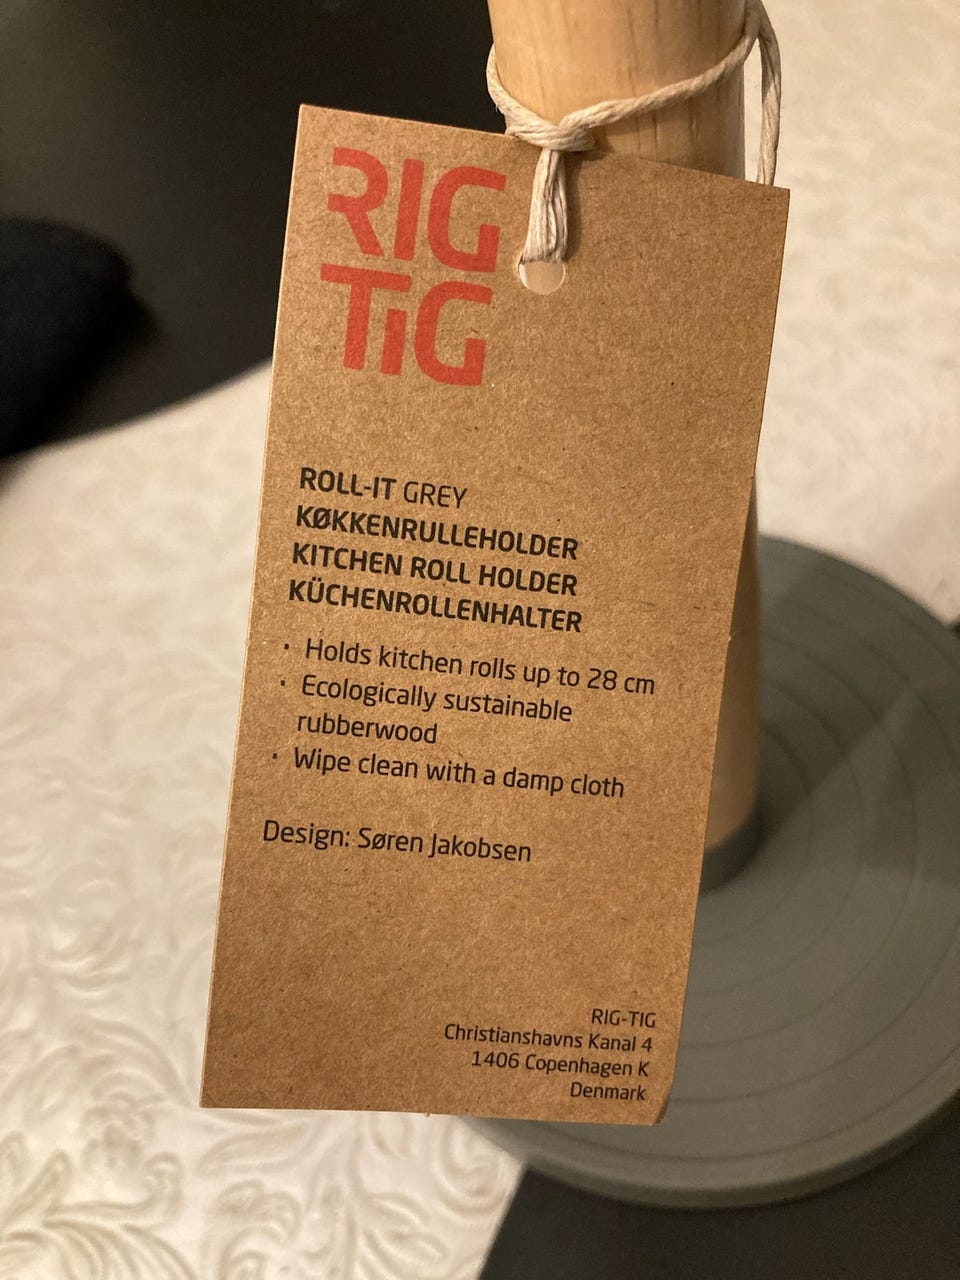 RIG
TIG
ROLL-IT GREY
KØKKENRULLEHOLDER
KITCHEN ROLL HOLDER
KÜCHENROLLENHALTER
· Holds kitchen rolls up to 28 cm
· Ecologically sustainable
rubberwood
· Wipe clean with a damp cloth
Design: Søren Jakobsen
RIG-TIG
Christianshavns Kanal 4
1406 Copenhagen K
Denmark